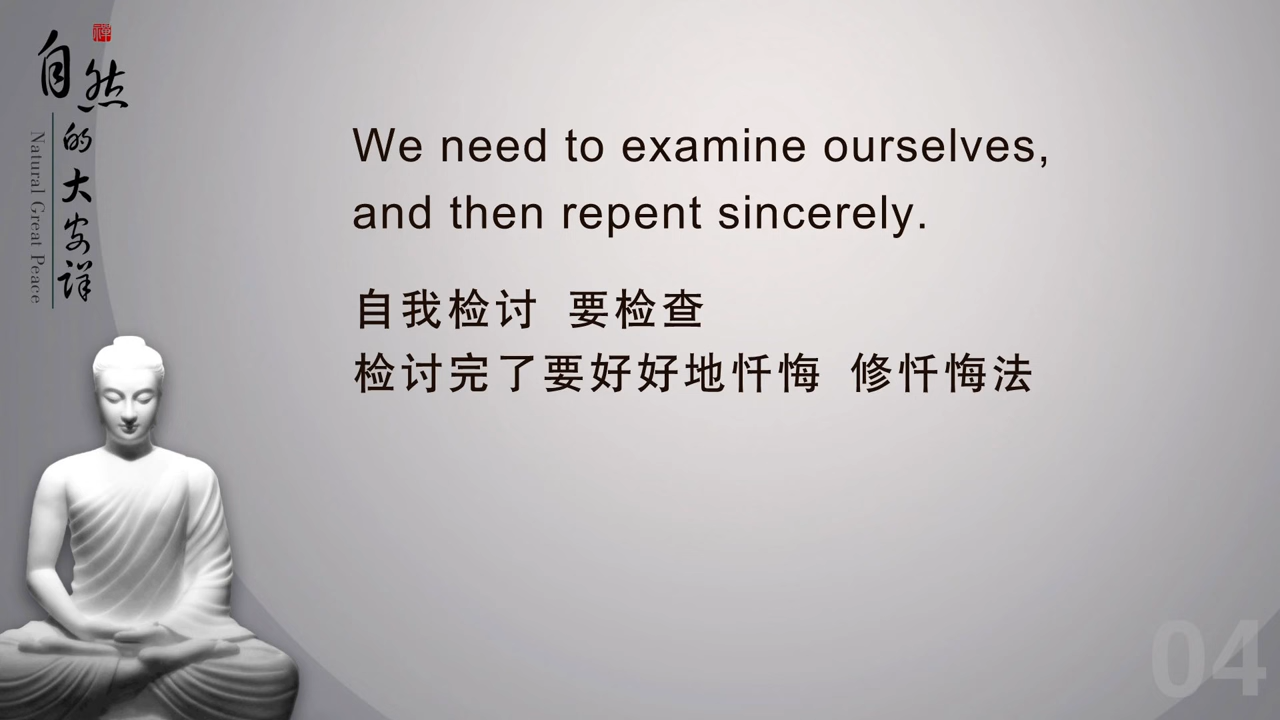 禅
自然的大安详
Natural Great Peace
We need to examine ourselves,
and then repent sincerely.
自我检讨 要检查
检讨完了要好好地忏悔 修忏悔法
04